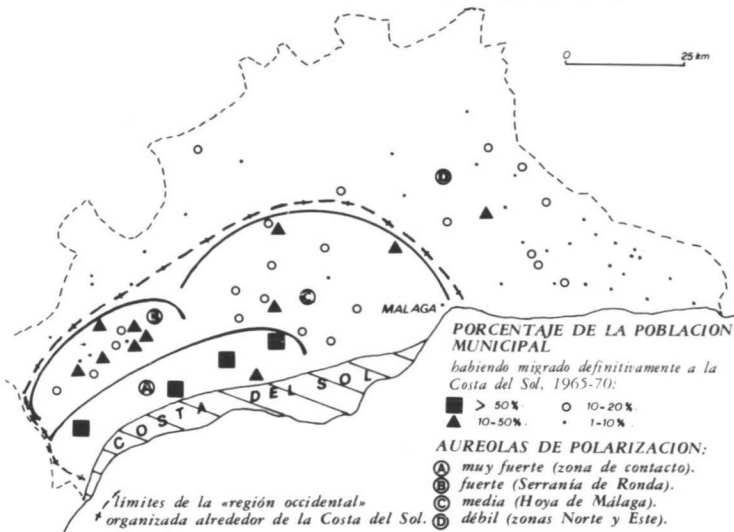 0 25 km
D
B
C
MALAGA
A
COSTA DEL SOL
PORCENTAJE DE LA POBLACION
MUNICIPAL
habiendo migrado definitivamente a la
Costa del Sol, 1965-70:
> 50%. 10-20%.
10-50%. 1-10%.
AUREOLAS DE POLARIZACION:
A muy fuerte (zona de contacto).
B fuerte (Serranía de Ronda).
C media (Hoya de Málaga).
D débil (zonas Norte y Este).
límites de la «región occidental»
organizada alrededor de la Costa del Sol.